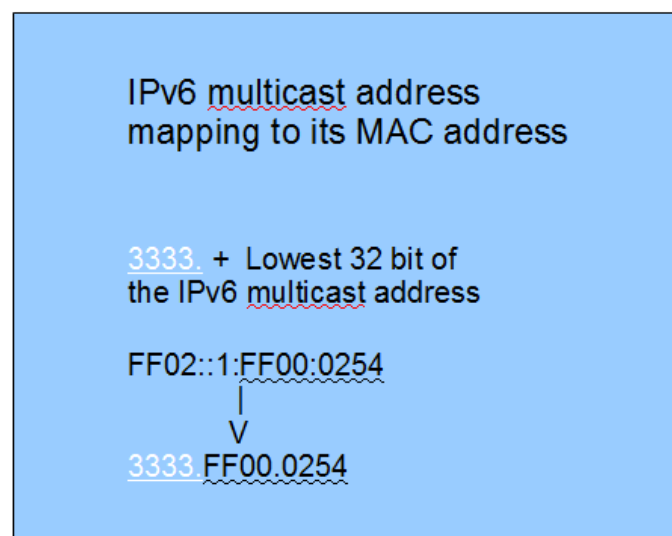 IPv6 multicast address
mapping to its MAC address
3333. + Lowest 32 bit of
the IPv6 multicast address
FF02::1:FF00:0254
|
V
3333.FF00.0254